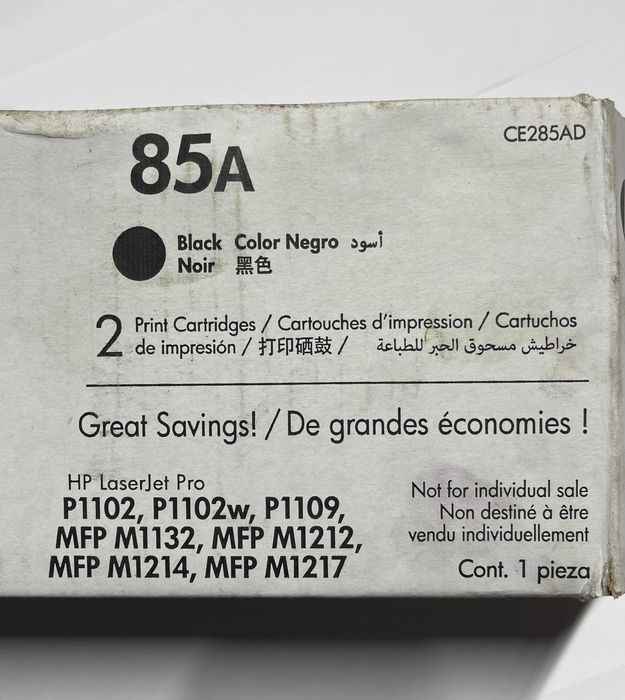 85A
CE285AD
Black Color Negro أسود
Noir 黑色
2 Print Cartridges / Cartouches d'impression / Cartuchos
de impresión / 打印硒鼓 / خراطيش مسحوق الحبر للطباعة
Great Savings! / De grandes économies !
HP LaserJet Pro
P1102, P1102w, P1109,
MFP M1132, MFP M1212,
MFP M1214, MFP M1217
Not for individual sale
Non destiné à être
vendu individuellement
Cont. 1 pieza